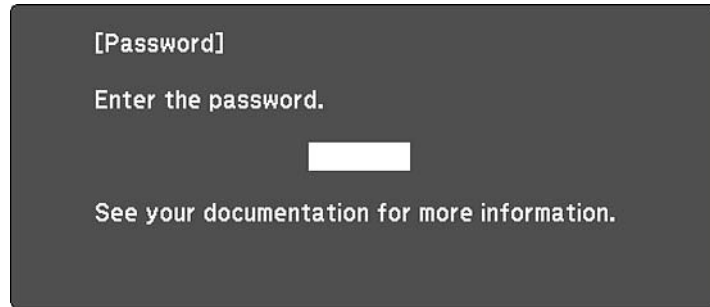 [Password]
Enter the password.
See your documentation for more information.